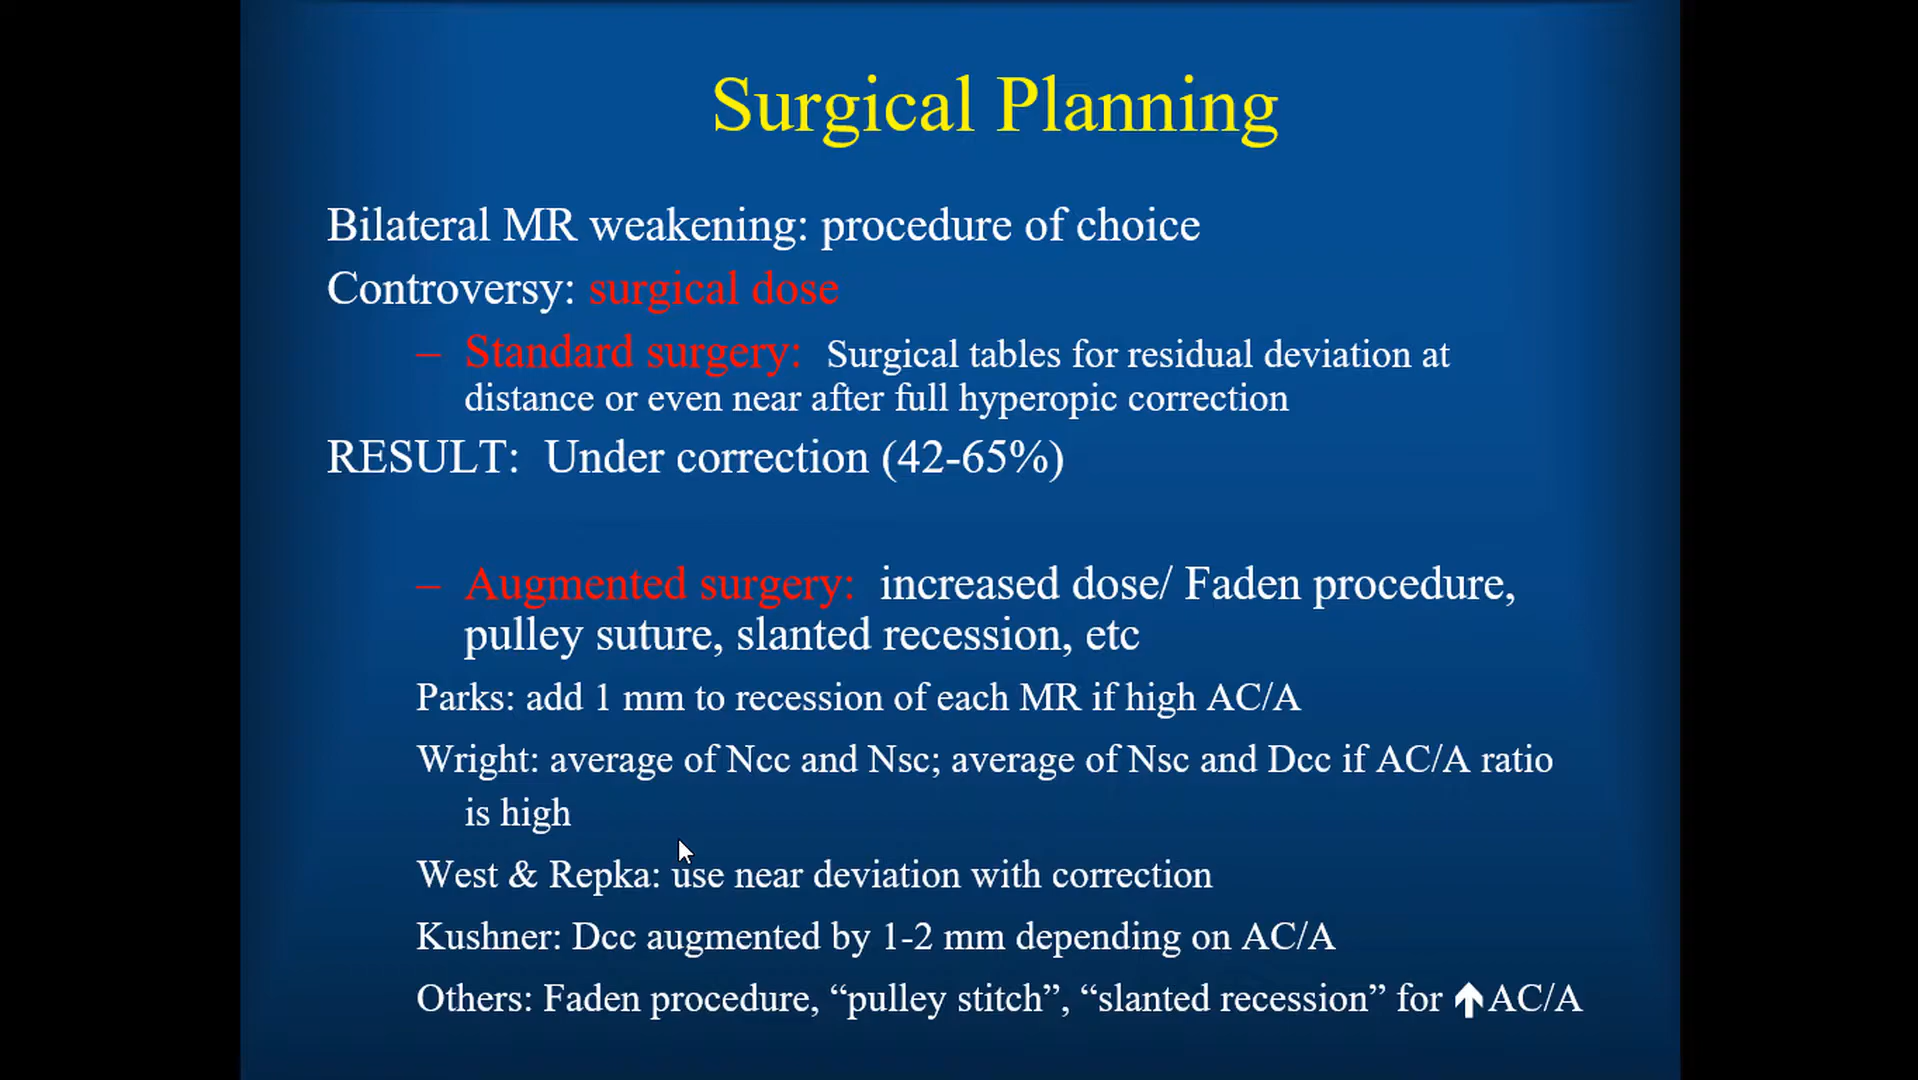 Surgical Planning
Bilateral MR weakening: procedure of choice
Controversy: surgical dose
– Standard surgery: Surgical tables for residual deviation at
distance or even near after full hyperopic correction
RESULT: Under correction (42-65%)
– Augmented surgery: increased dose/ Faden procedure,
pulley suture, slanted recession, etc
Parks: add 1 mm to recession of each MR if high AC/A
Wright: average of Ncc and Nsc; average of Nsc and Dcc if AC/A ratio
is high
West & Repka: use near deviation with correction
Kushner: Dcc augmented by 1-2 mm depending on AC/A
Others: Faden procedure, “pulley stitch”, “slanted recession” for ↑AC/A